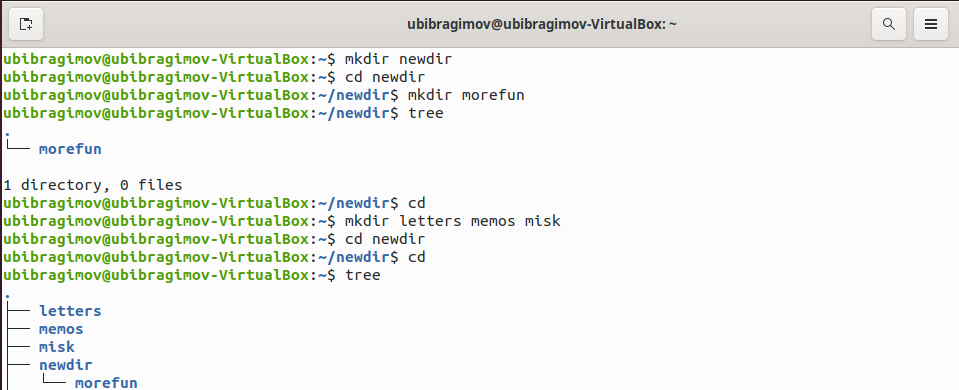 ubibragimov@ubibragimov-VirtualBox: ~
ubibragimov@ubibragimov-VirtualBox:~$ mkdir newdir
ubibragimov@ubibragimov-VirtualBox:~$ cd newdir
ubibragimov@ubibragimov-VirtualBox:~/newdir$ mkdir morefun
ubibragimov@ubibragimov-VirtualBox:~/newdir$ tree
.
└── morefun
1 directory, 0 files
ubibragimov@ubibragimov-VirtualBox:~/newdir$ cd
ubibragimov@ubibragimov-VirtualBox:~$ mkdir letters memos misk
ubibragimov@ubibragimov-VirtualBox:~$ cd newdir
ubibragimov@ubibragimov-VirtualBox:~/newdir$ cd
ubibragimov@ubibragimov-VirtualBox:~$ tree
.
├── letters
├── memos
├── misk
├── newdir
│   └── morefun